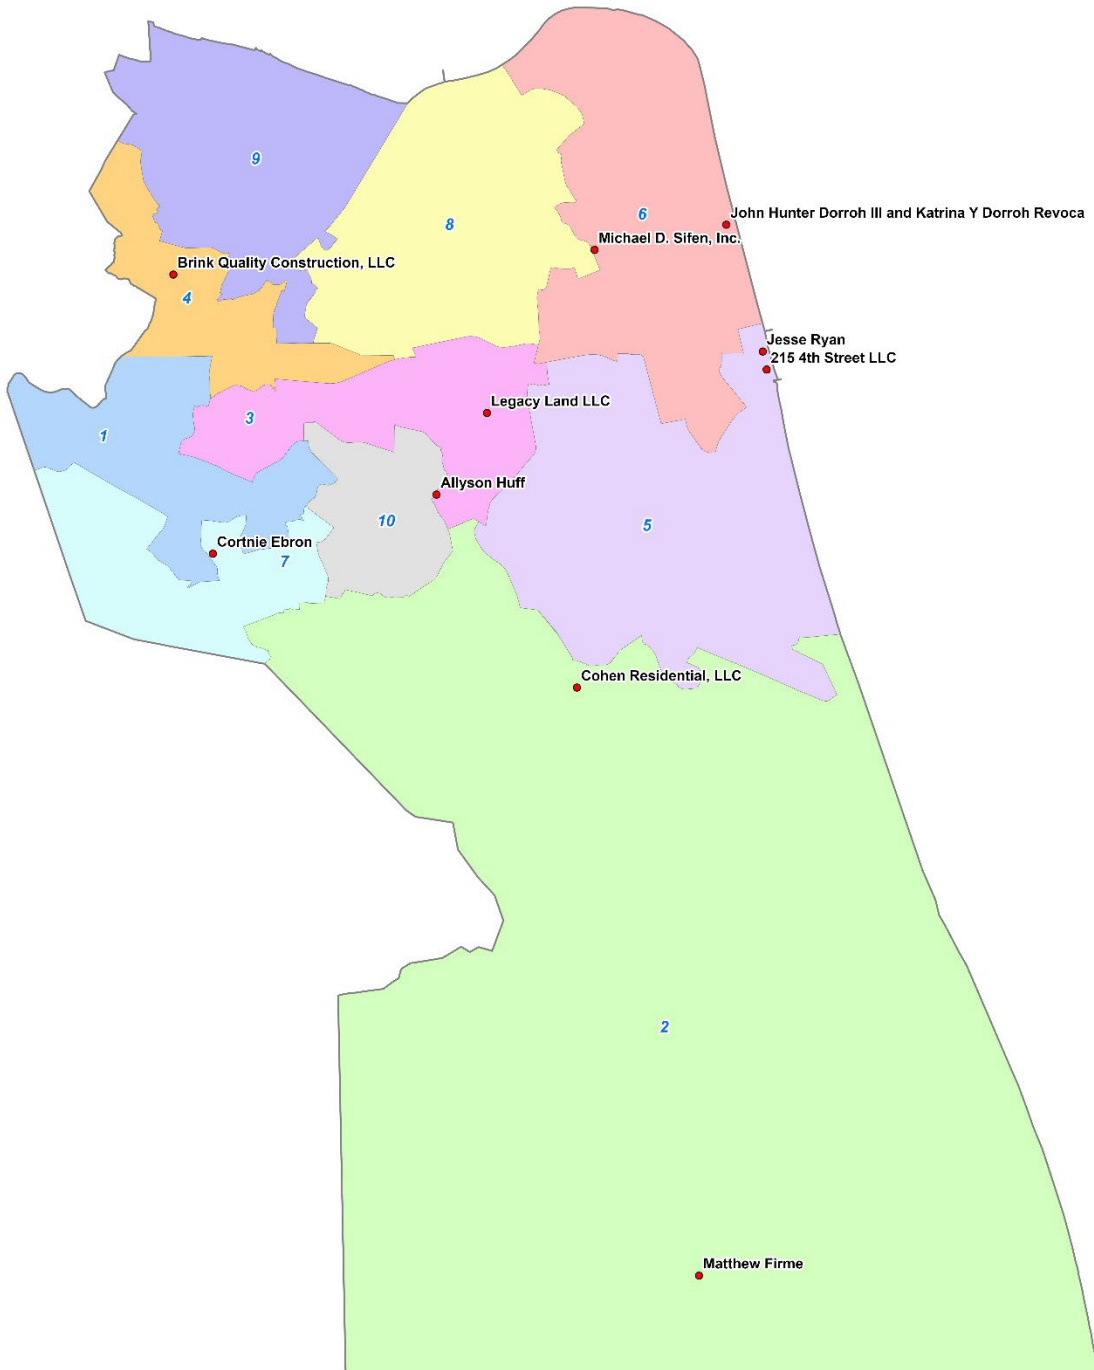 9
8
6
John Hunter Dorroh III and Katrina Y Dorroh Revoca
Michael D. Sifen, Inc.
Brink Quality Construction, LLC
4
Jesse Ryan
215 4th Street LLC
Legacy Land LLC
3
1
Allyson Huff
10
5
Cortnie Ebron
7
Cohen Residential, LLC
2
Matthew Firme